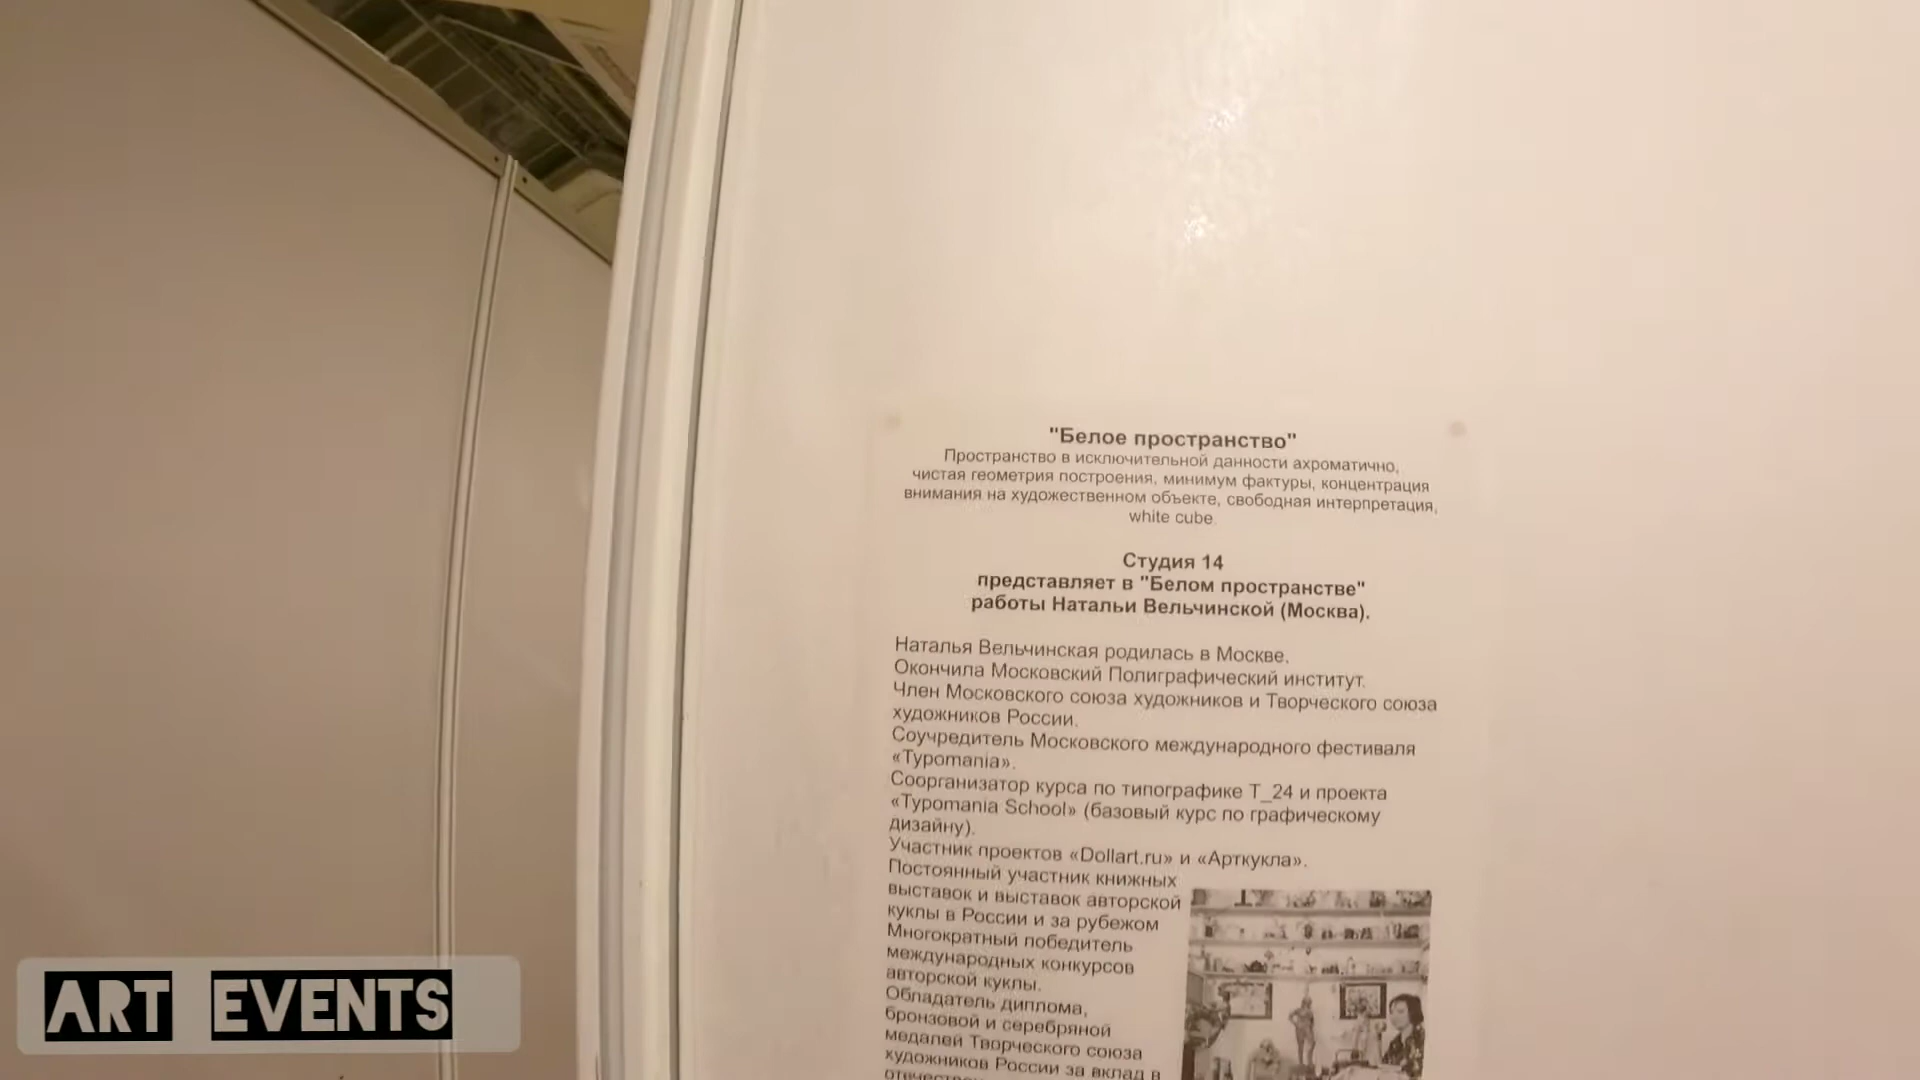 "Белое пространство"
Пространство в исключительной данности ахроматично,
чистая геометрия построения, минимум фактуры, концентрация
внимания на художественном объекте, свободная интерпретация,
white cube.
Студия 14
представляет в "Белом пространстве"
работы Натальи Вельчинской (Москва).
Наталья Вельчинская родилась в Москве.
Окончила Московский Полиграфический институт.
Член Московского союза художников и Творческого союза
художников России.
Соучредитель Московского международного фестиваля
«Typomania».
Соорганизатор курса по типографике Т_24 и проекта
«Typomania School» (базовый курс по графическому
дизайну).
Участник проектов «Dollart.ru» и «Арткукла».
Постоянный участник книжных
выставок и выставок авторской
куклы в России и за рубежом
Многократный победитель
международных конкурсов
авторской куклы.
Обладатель диплома,
бронзовой и серебряной
медалей Творческого союза
художников России за вклад в
ART EVENTS